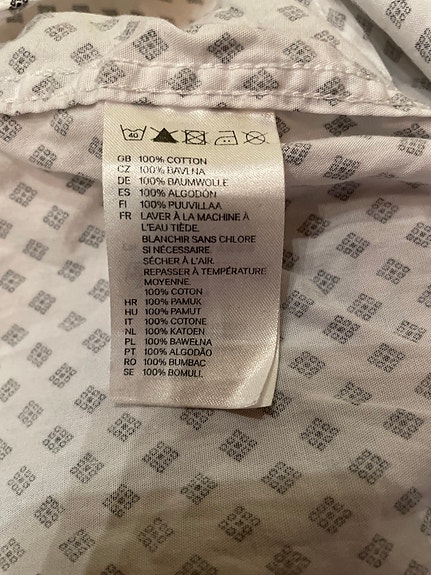 40
GB 100% COTTON
CZ 100% BAVLNA
DE 100% BAUMWOLLE
ES 100% ALGODÓN
FI 100% PUUVILLAA
FR LAVER À LA MACHINE À
L'EAU TIÈDE.
BLANCHIR SANS CHLORE
SI NÉCESSAIRE.
SÉCHER À L'AIR.
REPASSER À TEMPÉRATURE
MOYENNE.
100% COTON
HR 100% PAMUK
HU 100% PAMUT
IT 100% COTONE
NL 100% KATOEN
PL 100% BAWEŁNA
PT 100% ALGODÃO
RO 100% BUMBAC
SE 100% BOMULL